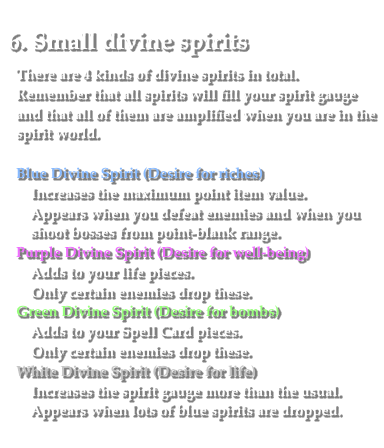 6. Small divine spirits
There are 4 kinds of divine spirits in total.
Remember that all spirits will fill your spirit gauge
and that all of them are amplified when you are in the
spirit world.
Blue Divine Spirit (Desire for riches)
Increases the maximum point item value.
Appears when you defeat enemies and when you
shoot bosses from point-blank range.
Purple Divine Spirit (Desire for well-being)
Adds to your life pieces.
Only certain enemies drop these.
Green Divine Spirit (Desire for bombs)
Adds to your Spell Card pieces.
Only certain enemies drop these.
White Divine Spirit (Desire for life)
Increases the spirit gauge more than the usual.
Appears when lots of blue spirits are dropped.